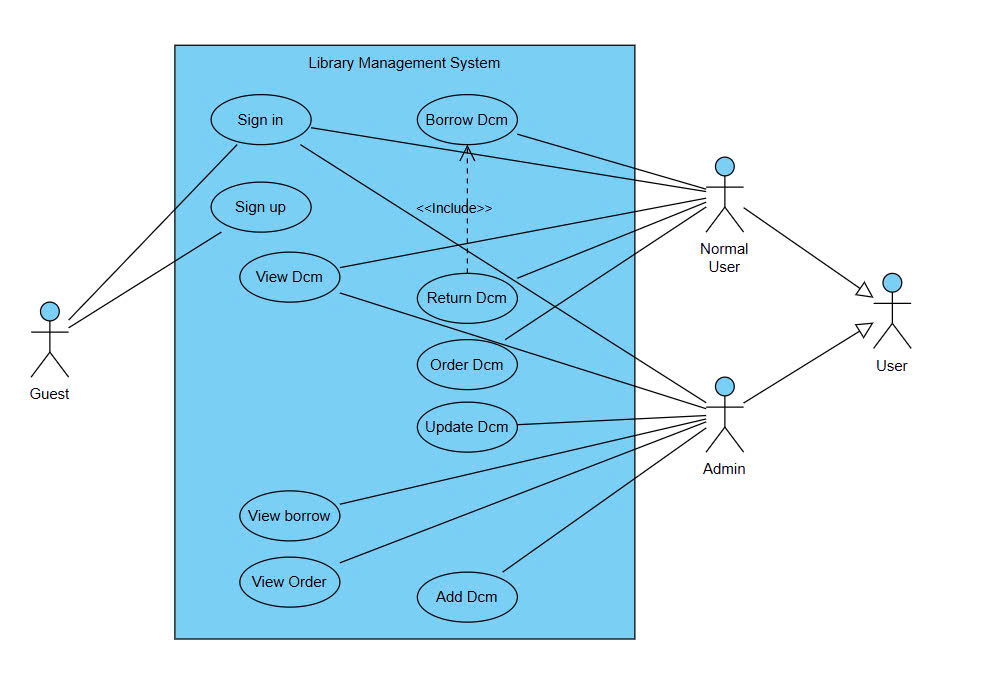 Library Management System
Sign in
Borrow Dcm
Sign up
<<Include>>
View Dcm
Normal
User
Return Dcm
Order Dcm
User
Guest
Update Dcm
Admin
View borrow
View Order
Add Dcm